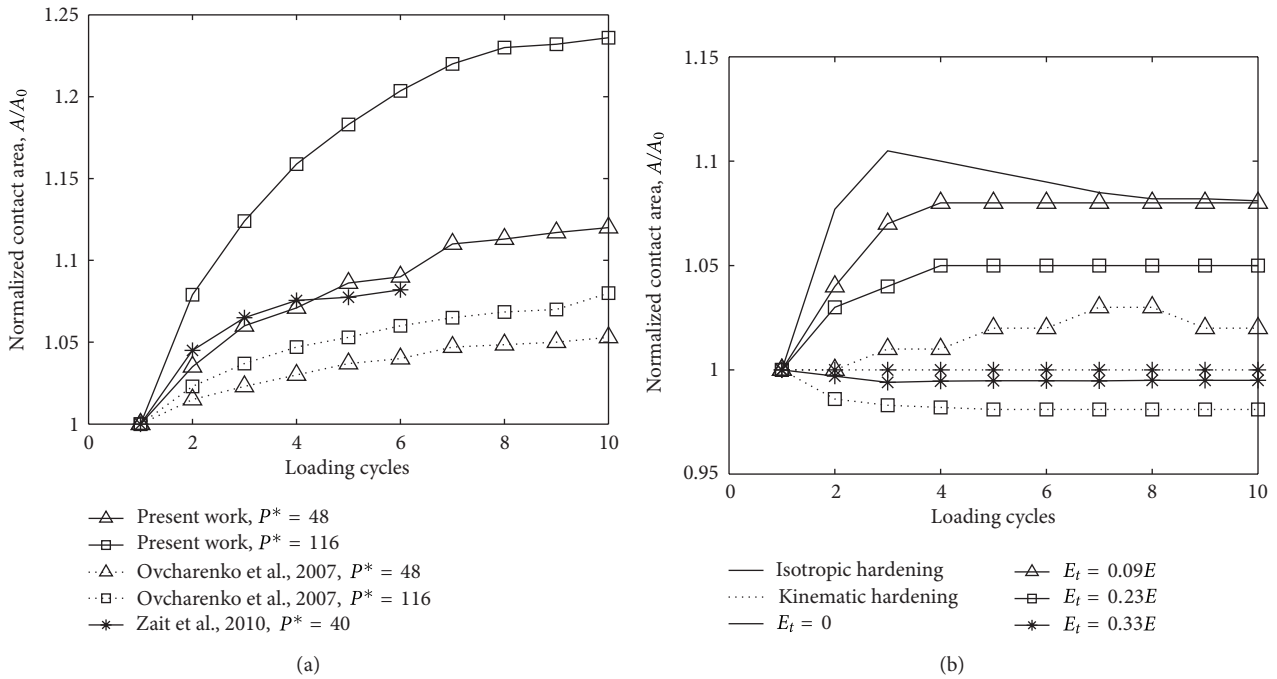 1.25
1.2
1.15
1.1
1.05
1
0
2
4
6
8
10
Normalized contact area, A/A₀
Loading cycles
Present work, P* = 48
Present work, P* = 116
Ovcharenko et al., 2007, P* = 48
Ovcharenko et al., 2007, P* = 116
Zait et al., 2010, P* = 40
(a)
1.15
1.1
1.05
1
0.95
0
2
4
6
8
10
Normalized contact area, A/A₀
Loading cycles
Isotropic hardening
Kinematic hardening
Eₜ = 0
Eₜ = 0.09E
Eₜ = 0.23E
Eₜ = 0.33E
(b)